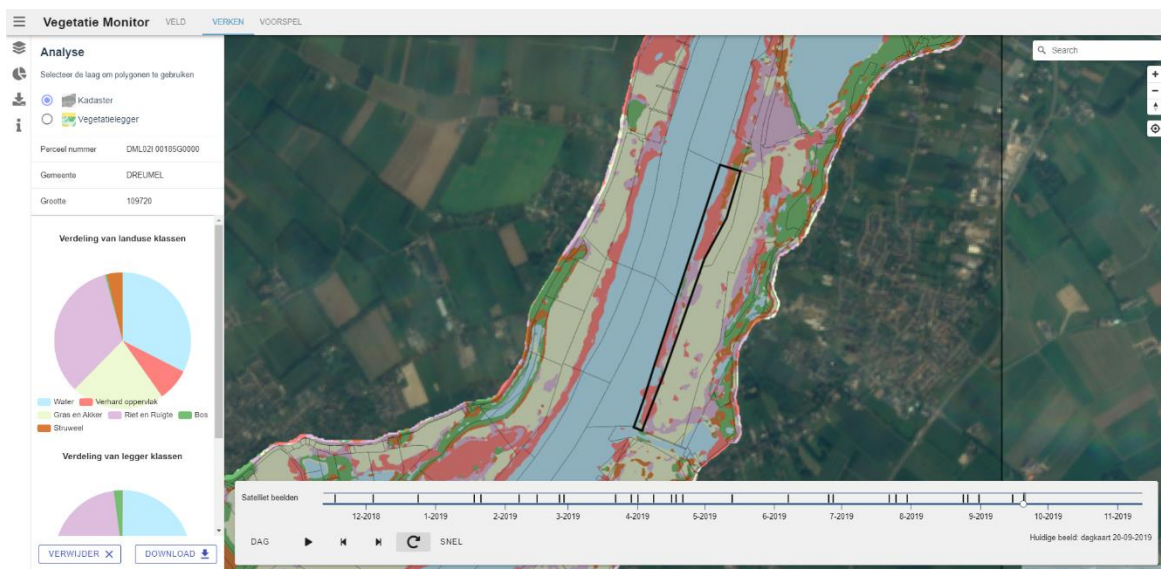 Vegetatie Monitor VELD VERKEN VOORSPEL
Analyse
Selecteer de laag om polygonen te gebruiken
Kadaster
Vegetatielegger
Perceel nummer DML02I 00185G0000
Gemeente DREUMEL
Grootte 109720
Verdeling van landuse klassen
Water Verhard oppervlak
Gras en Akker Riet en Ruigte Bos
Struweel
Verdeling van legger klassen
VERWIJDER DOWNLOAD
Search
Satelliet beelden
12-2018 1-2019 2-2019 3-2019 4-2019 5-2019 6-2019 7-2019 8-2019 9-2019 10-2019 11-2019
DAG SNEL
Huidige beeld: dagkaart 20-09-2019